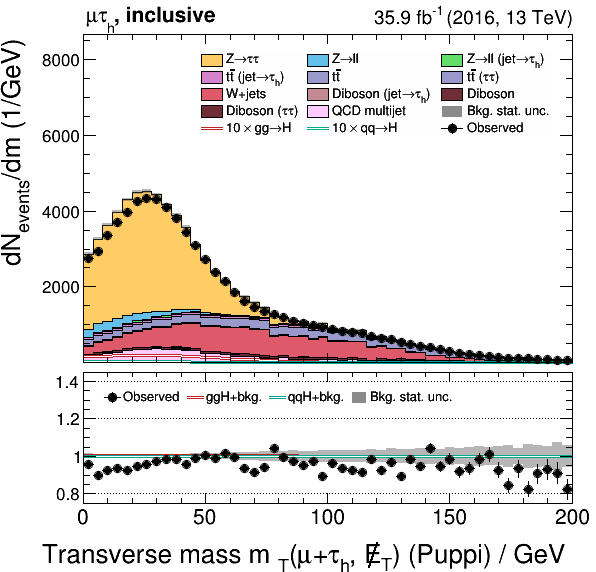 μτh, inclusive 35.9 fb⁻¹ (2016, 13 TeV)
dNevents/dm (1/GeV)
8000
6000
4000
2000
Z→ττ Z→ll Z→ll (jet→τh)
tt̄ (jet→τh) tt̄ tt̄ (ττ)
W+jets Diboson (jet→τh) Diboson
Diboson (ττ) QCD multijet Bkg. stat. unc.
10 × gg→H 10 × qq→H Observed
1.4
1.2
1
0.8
Observed ggH+bkg. qqH+bkg. Bkg. stat. unc.
0 50 100 150 200
Transverse mass m T(μ+τh, E̸T) (Puppi) / GeV